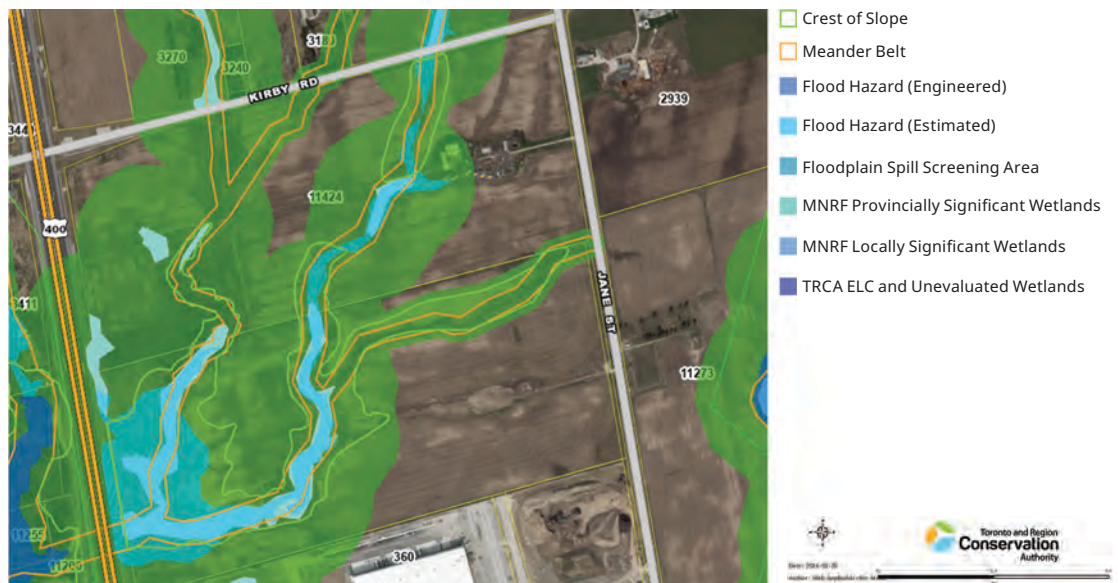 3270
3240
KIRBY RD
2939
11424
400
JANE ST
11273
360
Crest of Slope
Meander Belt
Flood Hazard (Engineered)
Flood Hazard (Estimated)
Floodplain Spill Screening Area
MNRF Provincially Significant Wetlands
MNRF Locally Significant Wetlands
TRCA ELC and Unevaluated Wetlands
Toronto and Region
Conservation
Authority